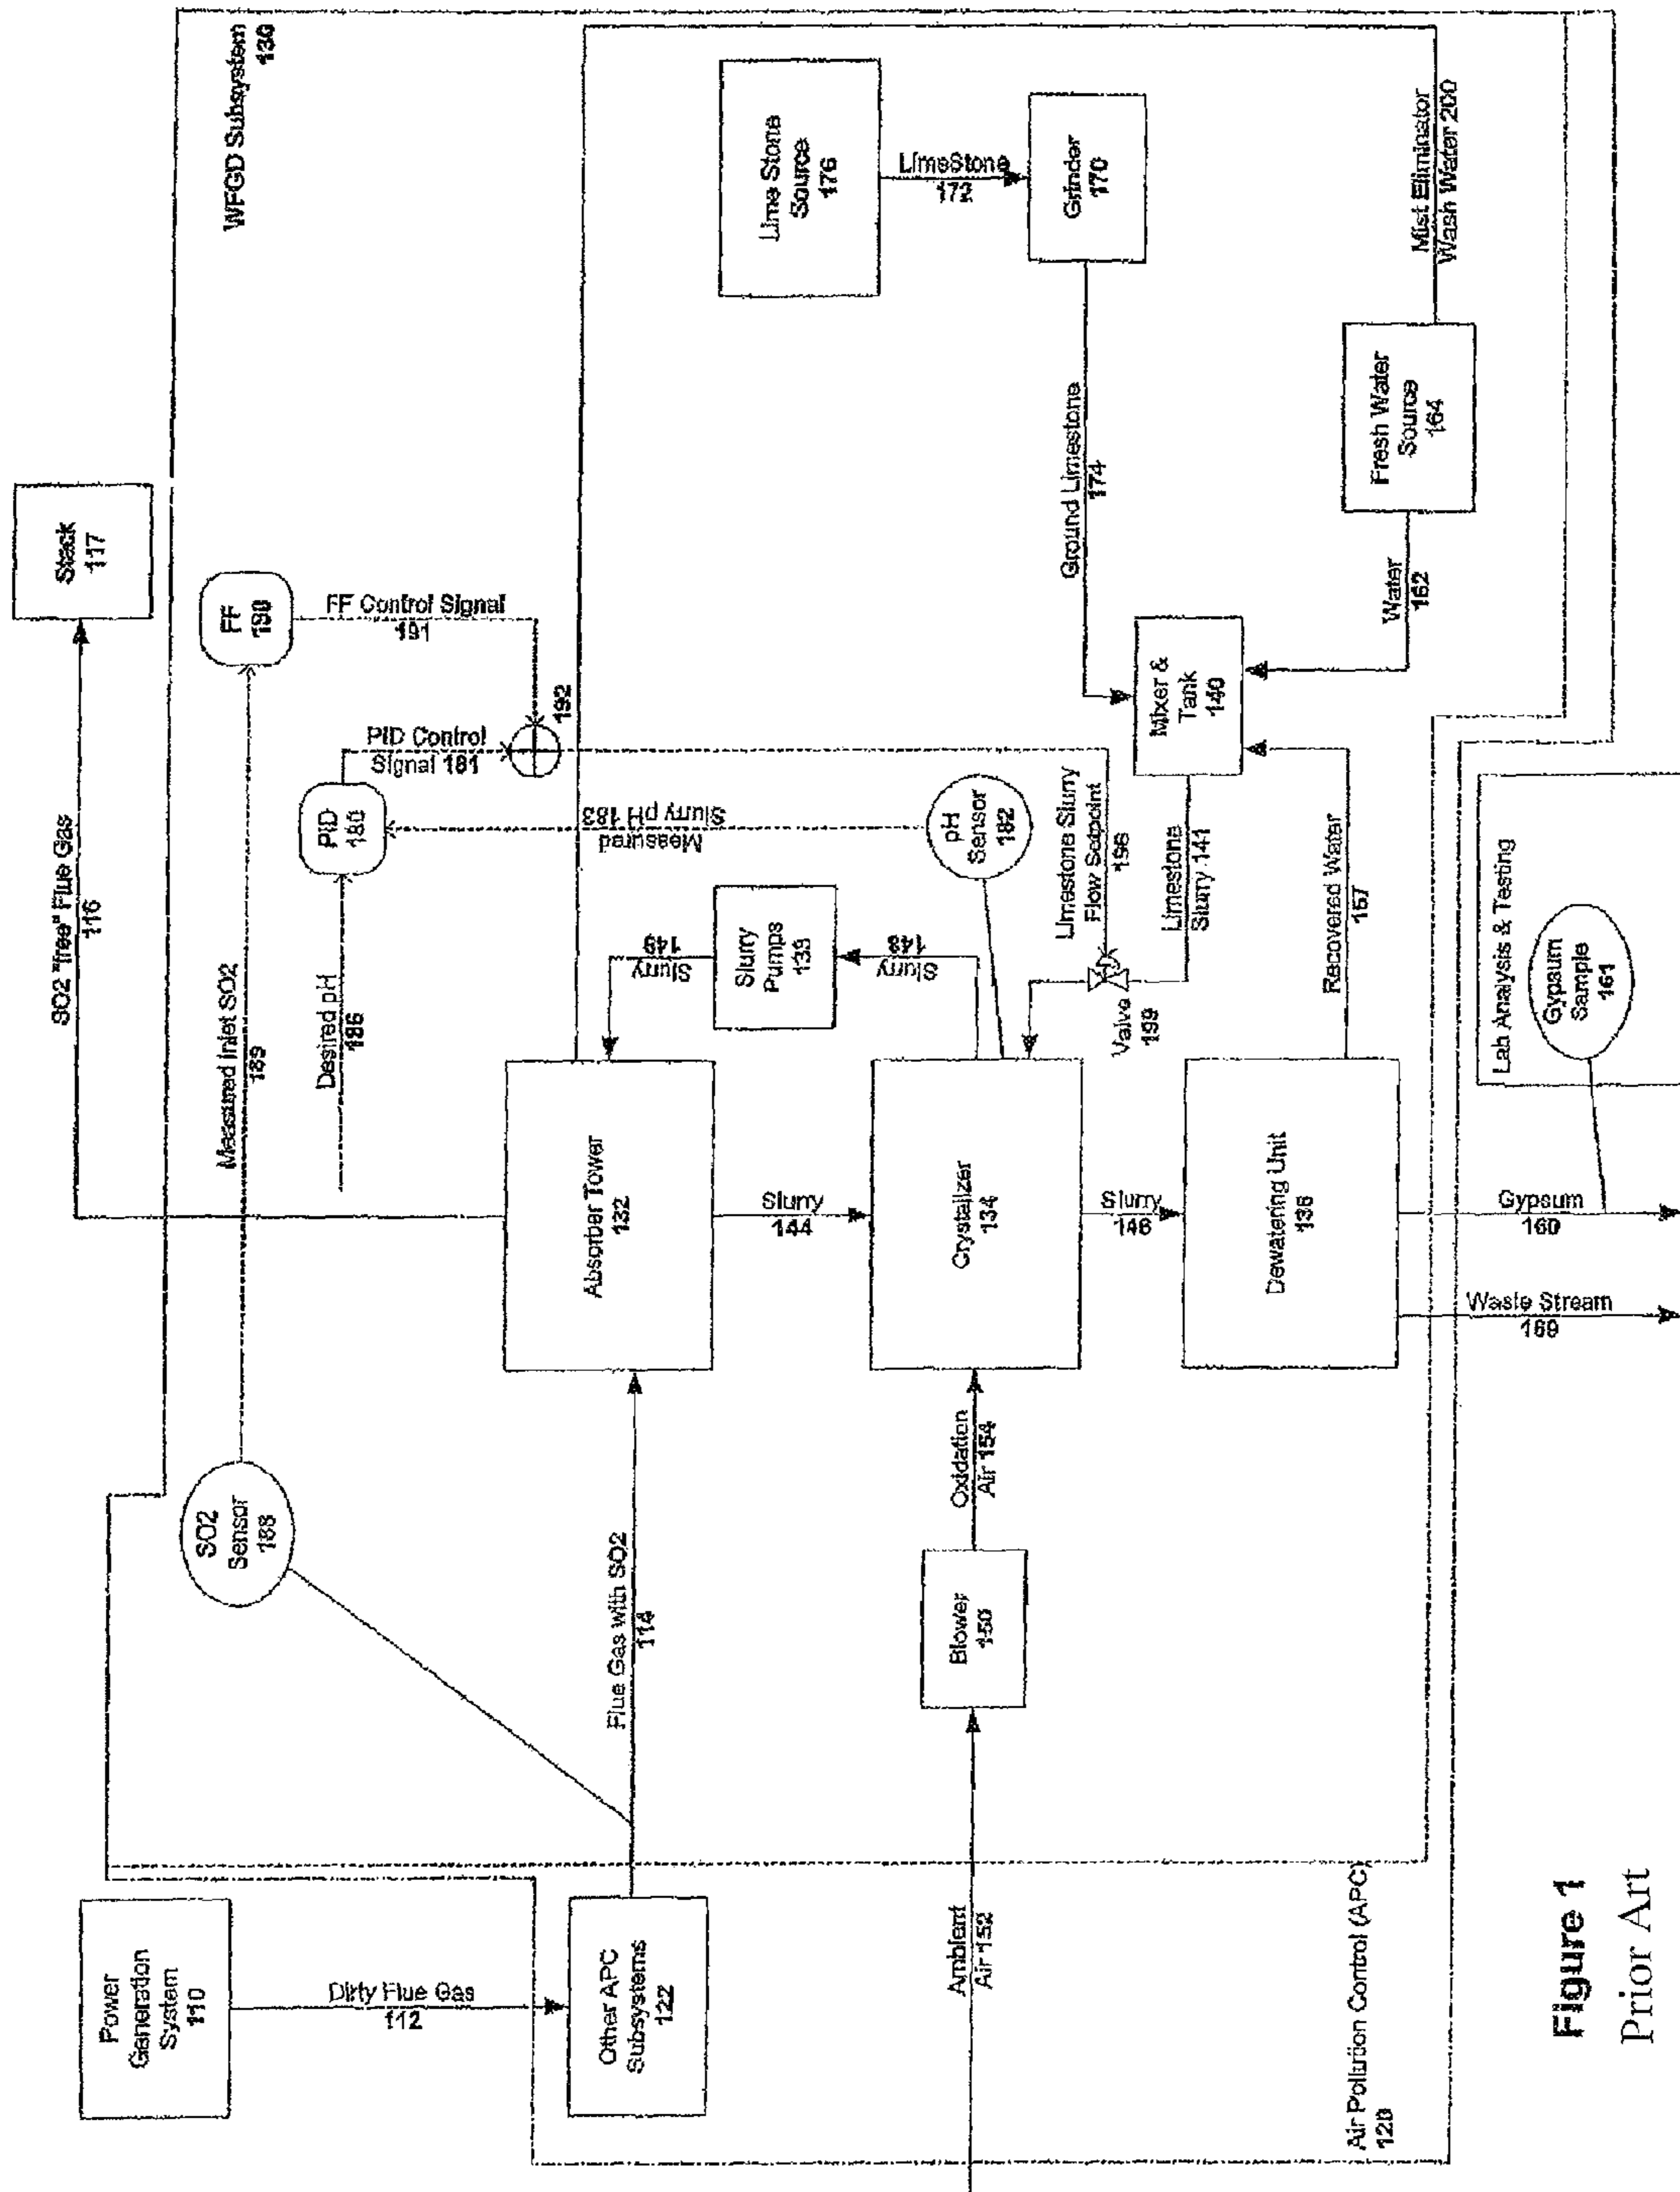 Stack
117
SO2 "free" Flue Gas
116
WFGD Subsystem
130
Measured Inlet SO2
189
FF
190
FF Control Signal
191
Desired pH
186
PID
180
PID Control
Signal 181
192
SO2
Sensor
188
Power
Generation
System
110
Dirty Flue Gas
112
Other APC
Subsystems
122
Flue Gas with SO2
114
Absorber Tower
132
Slurry
144
Slurry
149
Slurry
Pumps
133
Slurry
148
Measured
Slurry pH 183
pH
Sensor
182
Lime Stone
Source
176
LimeStone
172
Grinder
170
Ground Limestone
174
Ambient
Air 152
Blower
150
Oxidation
Air 154
Crystalizer
134
Slurry
146
Limestone Slurry
Flow Setpoint
196
Valve
199
Limestone
Slurry 141
Mixer &
Tank
140
Water
162
Fresh Water
Source
164
Mist Eliminator
Wash Water 200
Dewatering Unit
136
Recovered Water
167
Gypsum
160
Waste Stream
169
Lab Analysis & Testing
Gypsum
Sample
161
Air Pollution Control (APC)
120
Figure 1
Prior Art